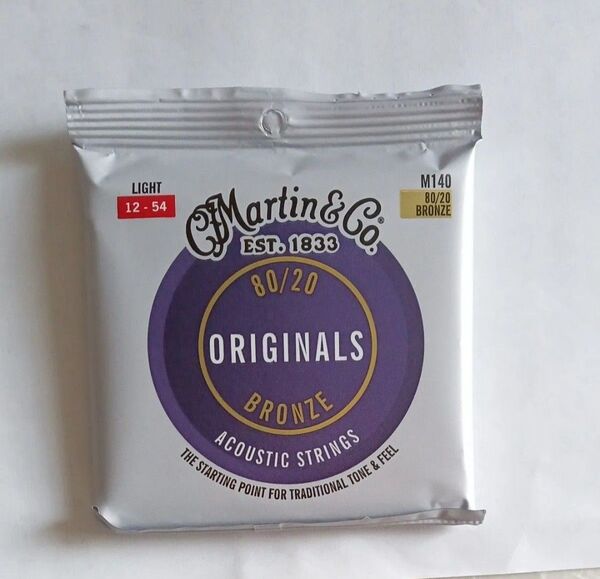 LIGHT
12 - 54
M140
80/20
BRONZE
Martin & Co.®
EST. 1833
80/20
ORIGINALS
BRONZE
ACOUSTIC STRINGS
THE STARTING POINT FOR TRADITIONAL TONE & FEEL